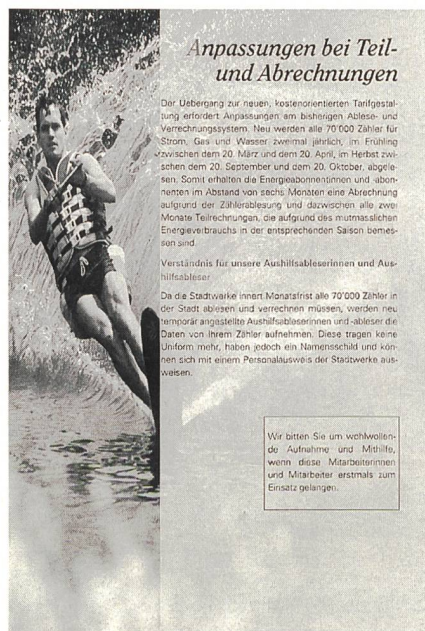 Anpassungen bei Teil-
und Abrechnungen
Der Uebergang zur neuen, kostenorientierten Tarifgestal-
tung erfordert Anpassungen am bisherigen Ablese- und
Verrechnungssystem. Neu werden alle 70'000 Zähler für
Strom, Gas und Wasser zweimal jährlich, im Frühling
zwischen dem 20. März und dem 20. April, im Herbst zwi-
schen dem 20. September und dem 20. Oktober, abgele-
sen. Somit erhalten die Energieabonnentinnen und -abon-
nenten im Abstand von sechs Monaten eine Abrechnung
aufgrund der Zählerablesung und dazwischen alle zwei
Monate Teilrechnungen, die aufgrund des mutmasslichen
Energieverbrauchs in der entsprechenden Saison bemes-
sen sind.
Verständnis für unsere Aushilfsableserinnen und Aus-
hilfsableser
Da die Stadtwerke innert Monatsfrist alle 70'000 Zähler in
der Stadt ablesen und verrechnen müssen, werden neu
temporär angestellte Aushilfsableserinnen und -ableser die
Daten von Ihrem Zähler aufnehmen. Diese tragen keine
Uniform mehr, haben jedoch ein Namensschild und kön-
nen sich mit einem Personalausweis der Stadtwerke aus-
weisen.
Wir bitten Sie um wohlwollen-
de Aufnahme und Mithilfe,
wenn diese Mitarbeiterinnen
und Mitarbeiter erstmals zum
Einsatz gelangen.